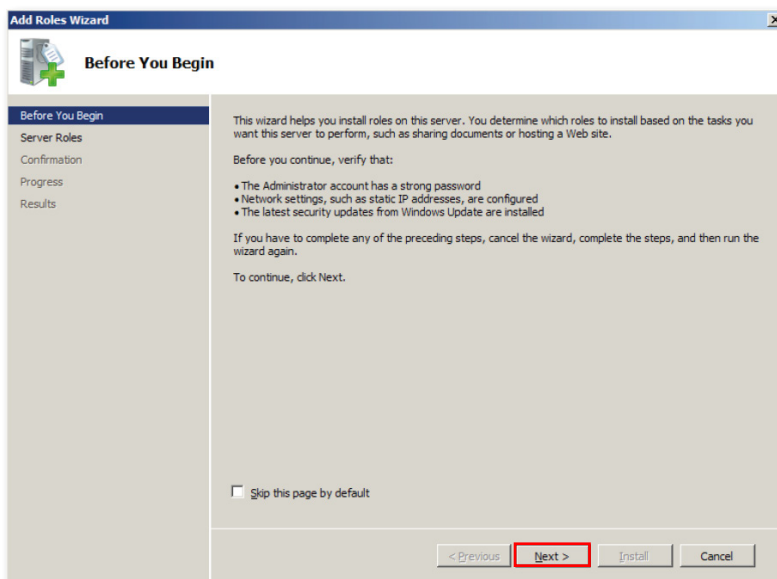 Add Roles Wizard
Before You Begin
Before You Begin
Server Roles
Confirmation
Progress
Results
This wizard helps you install roles on this server. You determine which roles to install based on the tasks you
want this server to perform, such as sharing documents or hosting a Web site.
Before you continue, verify that:
• The Administrator account has a strong password
• Network settings, such as static IP addresses, are configured
• The latest security updates from Windows Update are installed
If you have to complete any of the preceding steps, cancel the wizard, complete the steps, and then run the
wizard again.
To continue, click Next.
Skip this page by default
< Previous
Next >
Install
Cancel